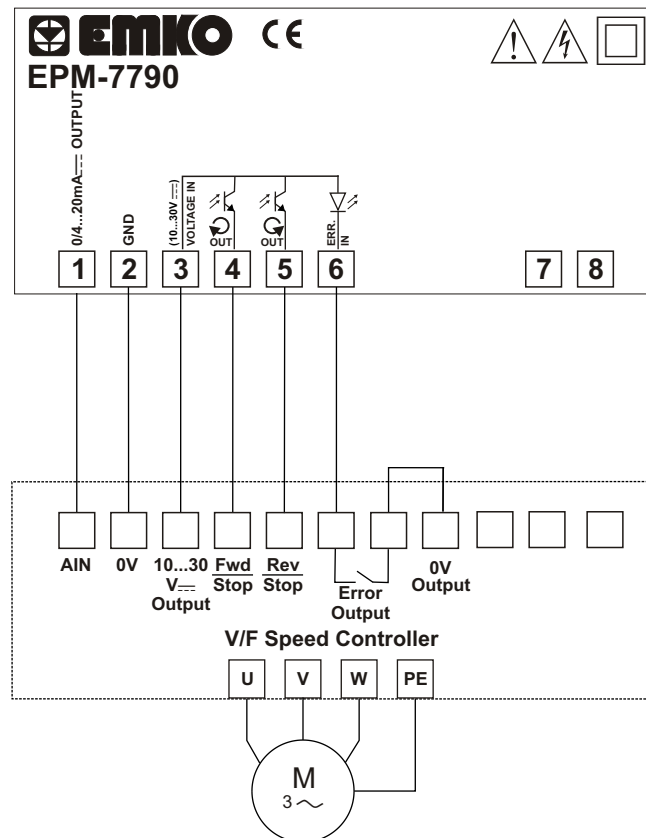 EMKO CE
EPM-7790
0/4...20mA⎓ OUTPUT
GND
(10...30V⎓)
VOLTAGE IN
OUT
OUT
ERR.
IN
1 2 3 4 5 6 7 8
AIN
0V
10...30
V⎓
Output
Fwd
Stop
Rev
Stop
Error
Output
0V
Output
V/F Speed Controller
U V W PE
M
3~